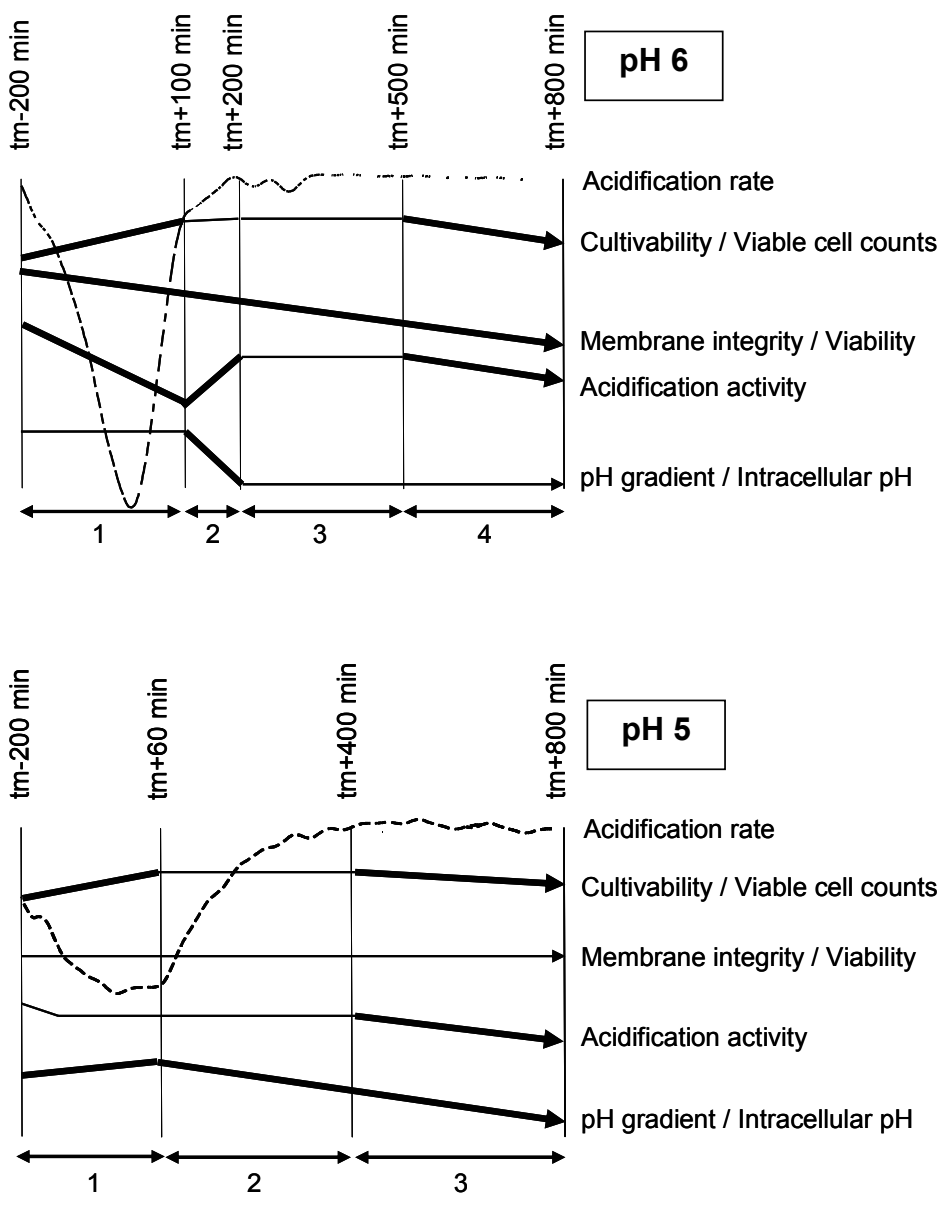 tm-200 min
tm+100 min
tm+200 min
tm+500 min
tm+800 min
pH 6
Acidification rate
Cultivability / Viable cell counts
Membrane integrity / Viability
Acidification activity
pH gradient / Intracellular pH
1
2
3
4
tm-200 min
tm+60 min
tm+400 min
tm+800 min
pH 5
Acidification rate
Cultivability / Viable cell counts
Membrane integrity / Viability
Acidification activity
pH gradient / Intracellular pH
1
2
3